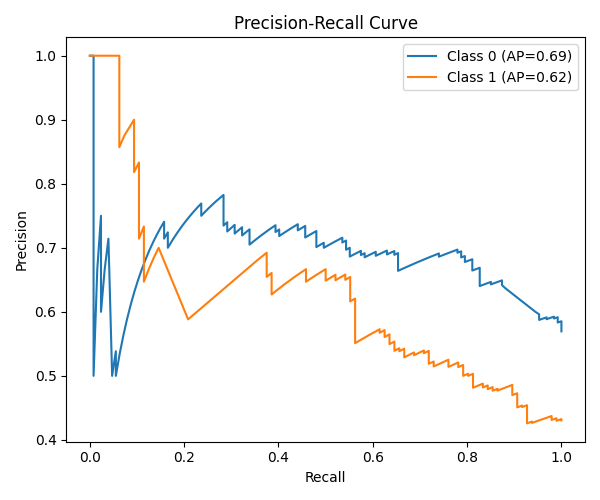 Precision-Recall Curve
Class 0 (AP=0.69)
Class 1 (AP=0.62)
Precision
1.0
0.9
0.8
0.7
0.6
0.5
0.4
0.0 0.2 0.4 0.6 0.8 1.0
Recall